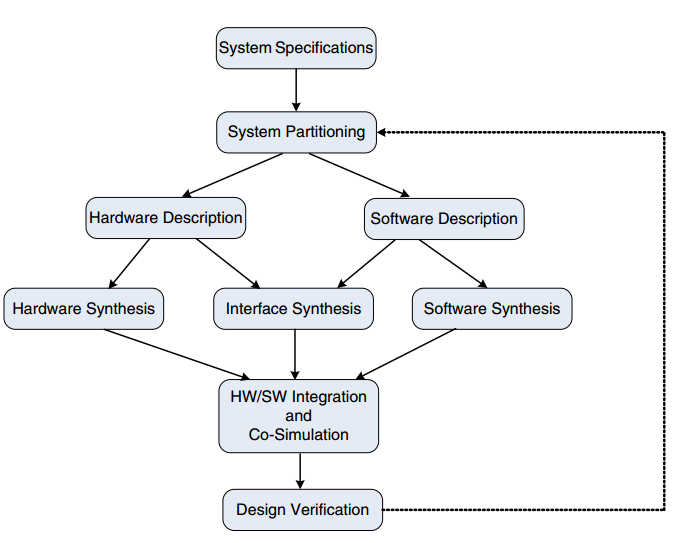 System Specifications
System Partitioning
Hardware Description
Software Description
Hardware Synthesis
Interface Synthesis
Software Synthesis
HW/SW Integration
and
Co-Simulation
Design Verification